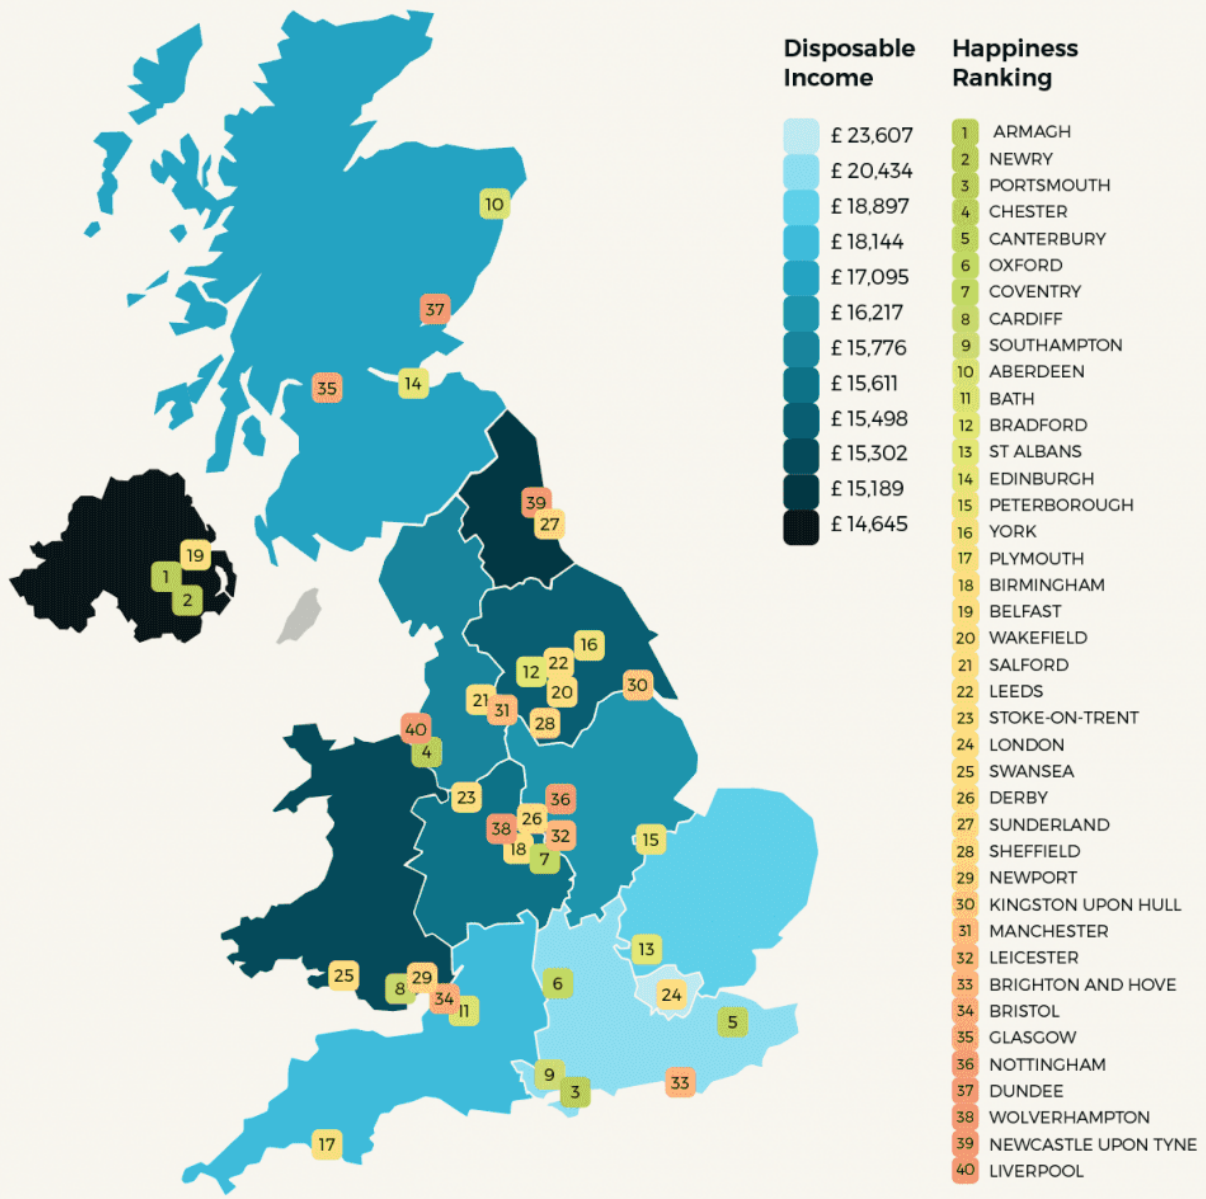 Disposable
Income
£ 23,607
£ 20,434
£ 18,897
£ 18,144
£ 17,095
£ 16,217
£ 15,776
£ 15,611
£ 15,498
£ 15,302
£ 15,189
£ 14,645
Happiness
Ranking
1 ARMAGH
2 NEWRY
3 PORTSMOUTH
4 CHESTER
5 CANTERBURY
6 OXFORD
7 COVENTRY
8 CARDIFF
9 SOUTHAMPTON
10 ABERDEEN
11 BATH
12 BRADFORD
13 ST ALBANS
14 EDINBURGH
15 PETERBOROUGH
16 YORK
17 PLYMOUTH
18 BIRMINGHAM
19 BELFAST
20 WAKEFIELD
21 SALFORD
22 LEEDS
23 STOKE-ON-TRENT
24 LONDON
25 SWANSEA
26 DERBY
27 SUNDERLAND
28 SHEFFIELD
29 NEWPORT
30 KINGSTON UPON HULL
31 MANCHESTER
32 LEICESTER
33 BRIGHTON AND HOVE
34 BRISTOL
35 GLASGOW
36 NOTTINGHAM
37 DUNDEE
38 WOLVERHAMPTON
39 NEWCASTLE UPON TYNE
40 LIVERPOOL
10
37
35
14
39
27
19
1
2
16
22
12
20
30
21
31
28
40
4
23
36
26
38
32
15
18
7
13
25
29
8
34
11
6
24
5
9
3
33
17